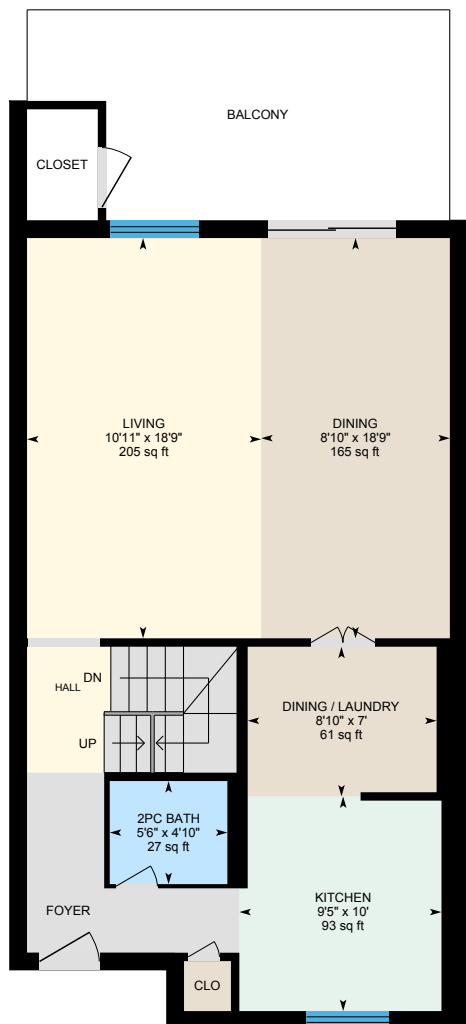 BALCONY
CLOSET
LIVING
10'11" x 18'9"
205 sq ft
DINING
8'10" x 18'9"
165 sq ft
HALL
DN
UP
DINING / LAUNDRY
8'10" x 7'
61 sq ft
2PC BATH
5'6" x 4'10"
27 sq ft
FOYER
KITCHEN
9'5" x 10'
93 sq ft
CLO